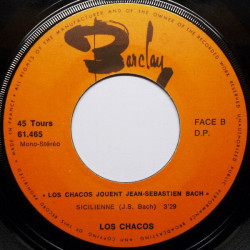 Barclay
45 Tours
61.465
Mono-Stéréo
FACE B
D.P.
« LOS CHACOS JOUENT JEAN-SEBASTIEN BACH »
SICILIENNE (J.S. Bach) 3'29
LOS CHACOS